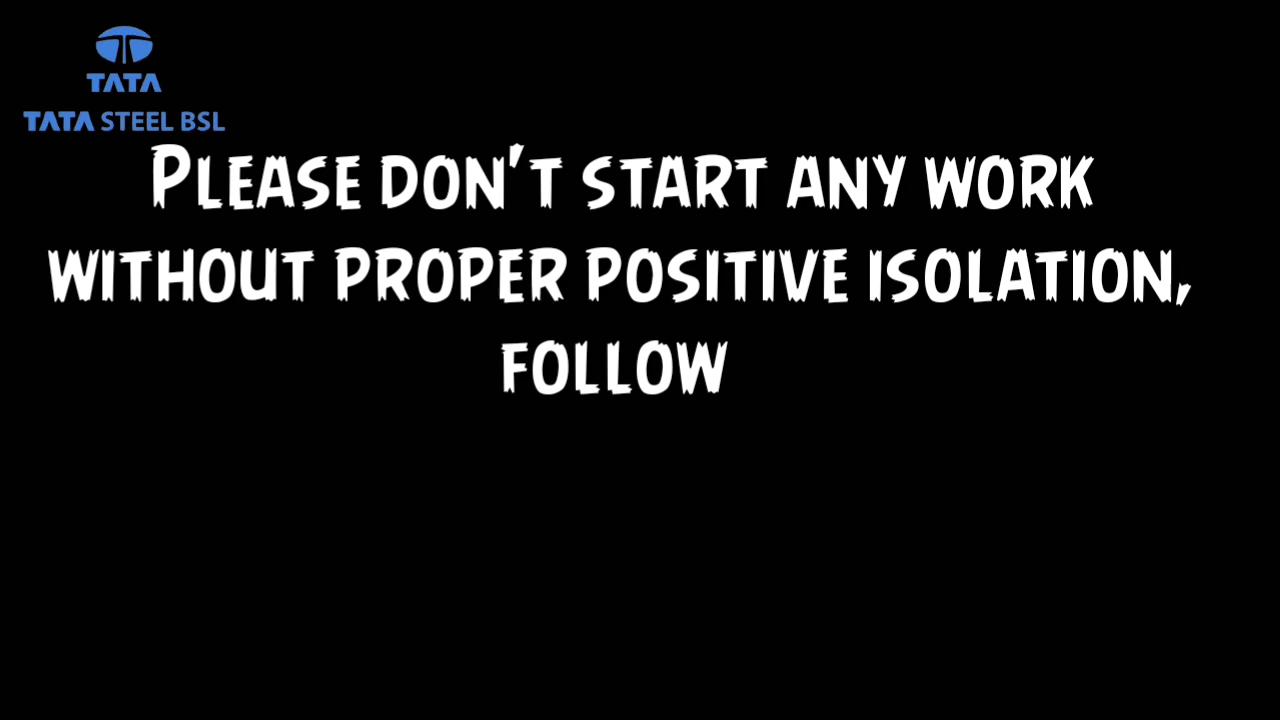 TATA
TATA STEEL BSL
Please don't start any work
without proper positive isolation,
follow